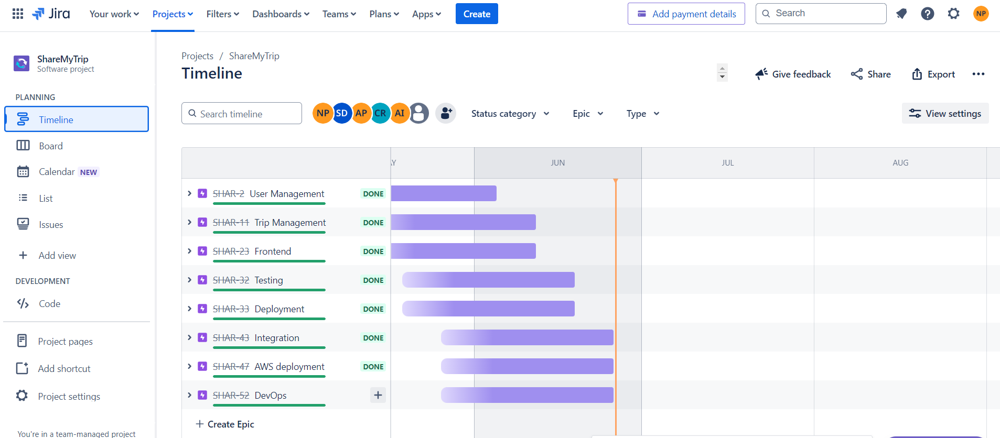 Jira Your work Projects Filters Dashboards Teams Plans Apps Create Add payment details Search NP
ShareMyTrip
Software project
PLANNING
Timeline
Board
Calendar NEW
List
Issues
Add view
DEVELOPMENT
Code
Project pages
Add shortcut
Project settings
You're in a team-managed project
Projects / ShareMyTrip
Timeline
Give feedback Share Export
Search timeline NP SD AP CR AI Status category Epic Type View settings
JUN JUL AUG
SHAR-2 User Management DONE
SHAR-11 Trip Management DONE
SHAR-23 Frontend DONE
SHAR-32 Testing DONE
SHAR-33 Deployment DONE
SHAR-43 Integration DONE
SHAR-47 AWS deployment DONE
SHAR-52 DevOps
+ Create Epic